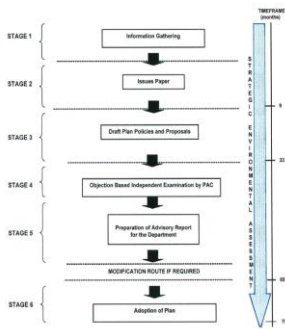 TIMEFRAME
(months)
STAGE 1
Information Gathering
STAGE 2
Issues Paper
9
STAGE 3
Draft Plan Policies and Proposals
33
STAGE 4
Objection Based Independent Examination by PAC
STAGE 5
Preparation of Advisory Report
for the Department
MODIFICATION ROUTE IF REQUIRED
STAGE 6
Adoption of Plan
STRATEGIC ENVIRONMENTAL ASSESSMENT